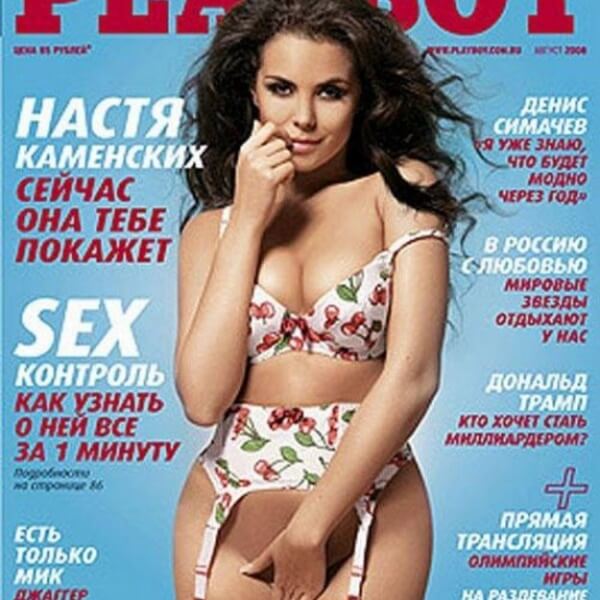 PLAYBOY
ЦЕНА 95 РУБЛЕЙ*
WWW.PLAYBOY.COM.RU
АВГУСТ 2008
НАСТЯ
КАМЕНСКИХ
СЕЙЧАС
ОНА ТЕБЕ
ПОКАЖЕТ
SEX
КОНТРОЛЬ
КАК УЗНАТЬ
О НЕЙ ВСЕ
ЗА 1 МИНУТУ
Подробности
на странице 86
ЕСТЬ
ТОЛЬКО
МИК
ДЖАГГЕР
ДЕНИС
СИМАЧЕВ
«Я УЖЕ ЗНАЮ,
ЧТО БУДЕТ
МОДНО
ЧЕРЕЗ ГОД»
В РОССИЮ
С ЛЮБОВЬЮ
МИРОВЫЕ
ЗВЕЗДЫ
ОТДЫХАЮТ
У НАС
ДОНАЛЬД
ТРАМП
КТО ХОЧЕТ СТАТЬ
МИЛЛИАРДЕРОМ?
+
ПРЯМАЯ
ТРАНСЛЯЦИЯ
ОЛИМПИЙСКИЕ
ИГРЫ
НА РАЗДЕВАНИЕ